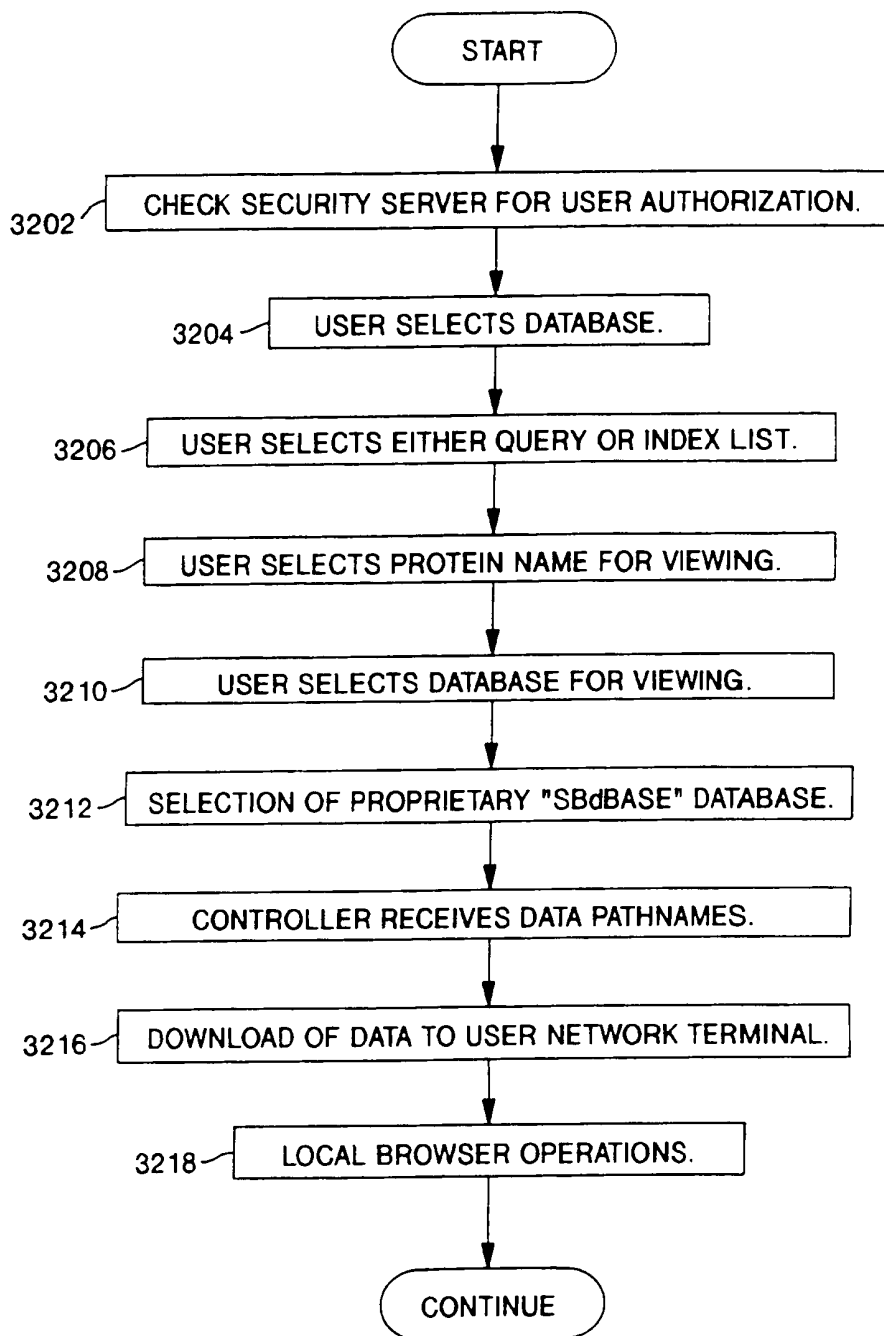 START
3202
CHECK SECURITY SERVER FOR USER AUTHORIZATION.
3204
USER SELECTS DATABASE.
3206
USER SELECTS EITHER QUERY OR INDEX LIST.
3208
USER SELECTS PROTEIN NAME FOR VIEWING.
3210
USER SELECTS DATABASE FOR VIEWING.
3212
SELECTION OF PROPRIETARY "SBdBASE" DATABASE.
3214
CONTROLLER RECEIVES DATA PATHNAMES.
3216
DOWNLOAD OF DATA TO USER NETWORK TERMINAL.
3218
LOCAL BROWSER OPERATIONS.
CONTINUE